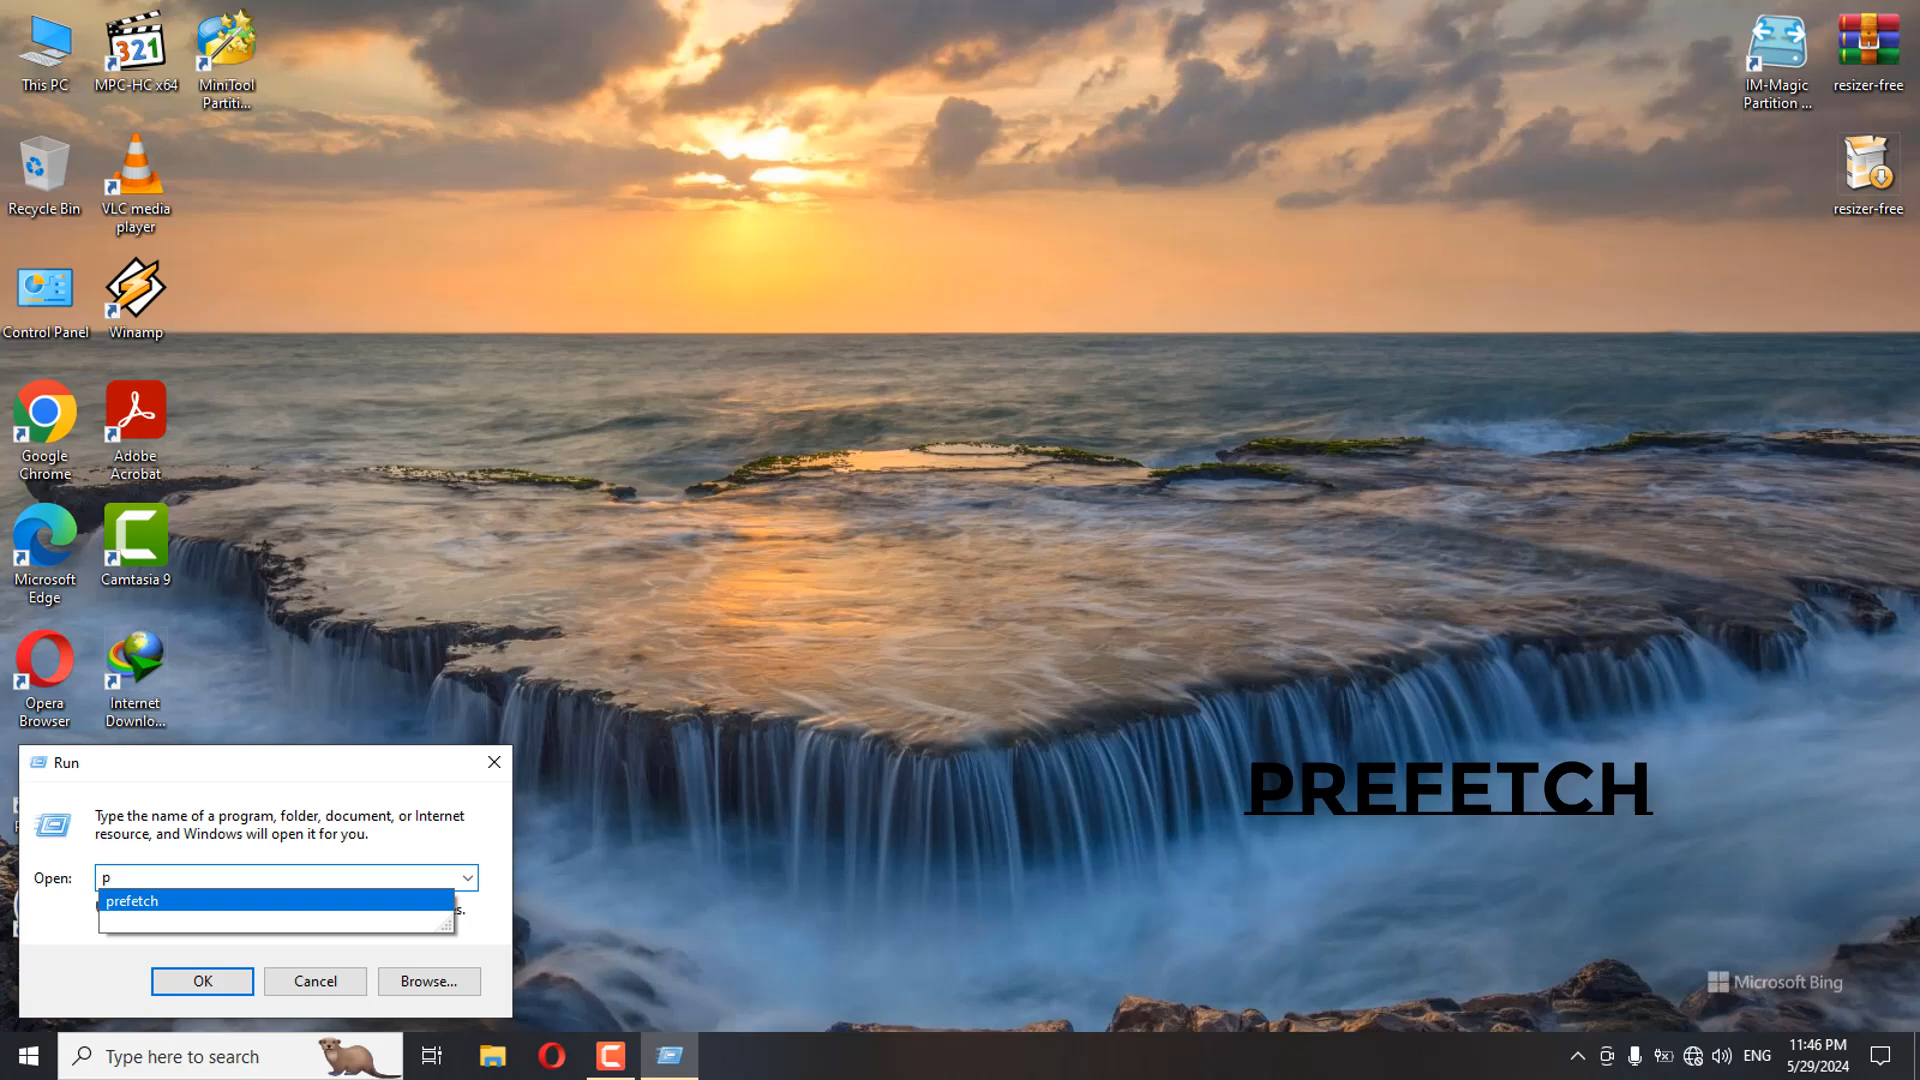 This PC
MPC-HC x64
MiniTool
Partiti...
IM-Magic
Partition ...
resizer-free
Recycle Bin
VLC media
player
resizer-free
Control Panel
Winamp
Google
Chrome
Adobe
Acrobat
Microsoft
Edge
Camtasia 9
Opera
Browser
Internet
Downlo...
Run
Type the name of a program, folder, document, or Internet
resource, and Windows will open it for you.
Open:
p
prefetch
s.
OK
Cancel
Browse...
PREFETCH
Microsoft Bing
Type here to search
ENG
11:46 PM
5/29/2024
321